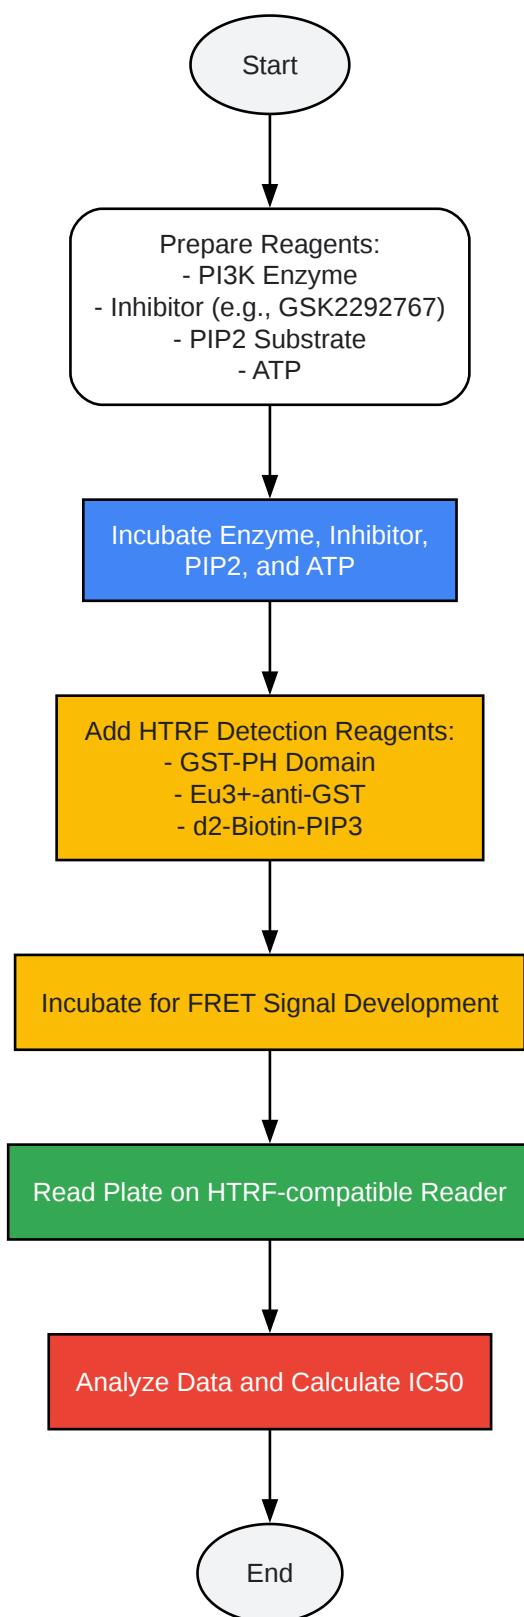 Start
Prepare Reagents:
- PI3K Enzyme
- Inhibitor (e.g., GSK2292767)
- PIP2 Substrate
- ATP
Incubate Enzyme, Inhibitor,
PIP2, and ATP
Add HTRF Detection Reagents:
- GST-PH Domain
- Eu3+-anti-GST
- d2-Biotin-PIP3
Incubate for FRET Signal Development
Read Plate on HTRF-compatible Reader
Analyze Data and Calculate IC50
End